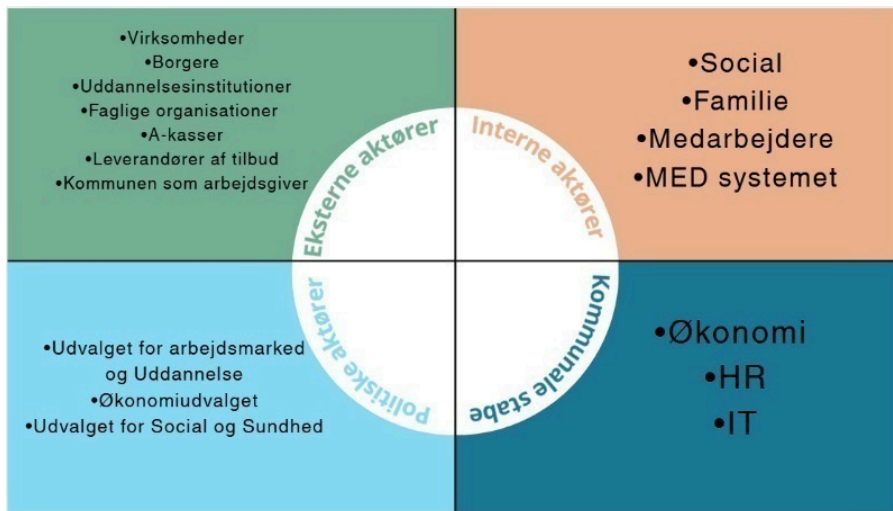 •Virksomheder
•Borgere
•Uddannelsesinstitutioner
•Faglige organisationer
•A-kasser
•Leverandører af tilbud
•Kommunen som arbejdsgiver
Eksterne aktører
Interne aktører
•Social
•Familie
•Medarbejdere
•MED systemet
•Udvalget for arbejdsmarked
og Uddannelse
•Økonomiudvalget
•Udvalget for Social og Sundhed
Politiske aktører
Kommunale stabe
•Økonomi
•HR
•IT